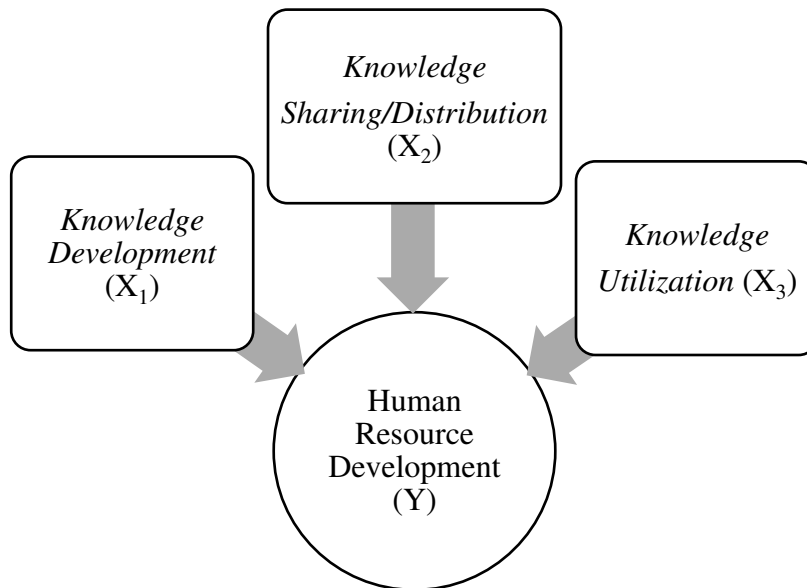 Knowledge
Sharing/Distribution
(X₂)
Knowledge
Development
(X₁)
Knowledge
Utilization (X₃)
Human
Resource
Development
(Y)